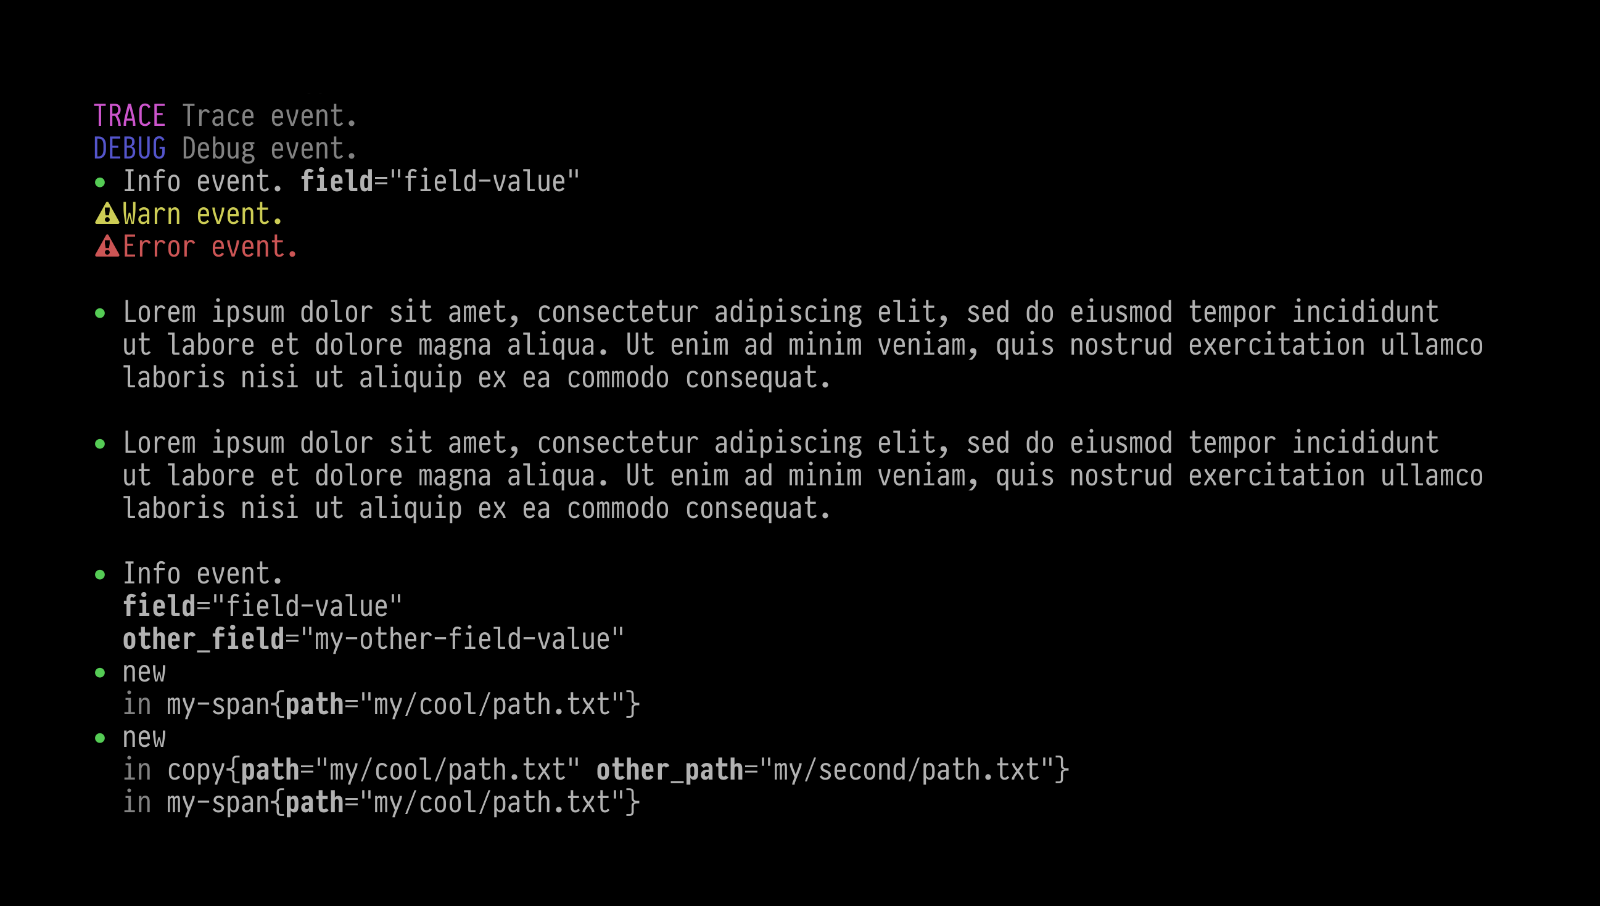 TRACE Trace event.
DEBUG Debug event.
• Info event. field="field-value"
⚠Warn event.
⚠Error event.
• Lorem ipsum dolor sit amet, consectetur adipiscing elit, sed do eiusmod tempor incididunt
ut labore et dolore magna aliqua. Ut enim ad minim veniam, quis nostrud exercitation ullamco
laboris nisi ut aliquip ex ea commodo consequat.
• Lorem ipsum dolor sit amet, consectetur adipiscing elit, sed do eiusmod tempor incididunt
ut labore et dolore magna aliqua. Ut enim ad minim veniam, quis nostrud exercitation ullamco
laboris nisi ut aliquip ex ea commodo consequat.
• Info event.
field="field-value"
other_field="my-other-field-value"
• new
in my-span{path="my/cool/path.txt"}
• new
in copy{path="my/cool/path.txt" other_path="my/second/path.txt"}
in my-span{path="my/cool/path.txt"}